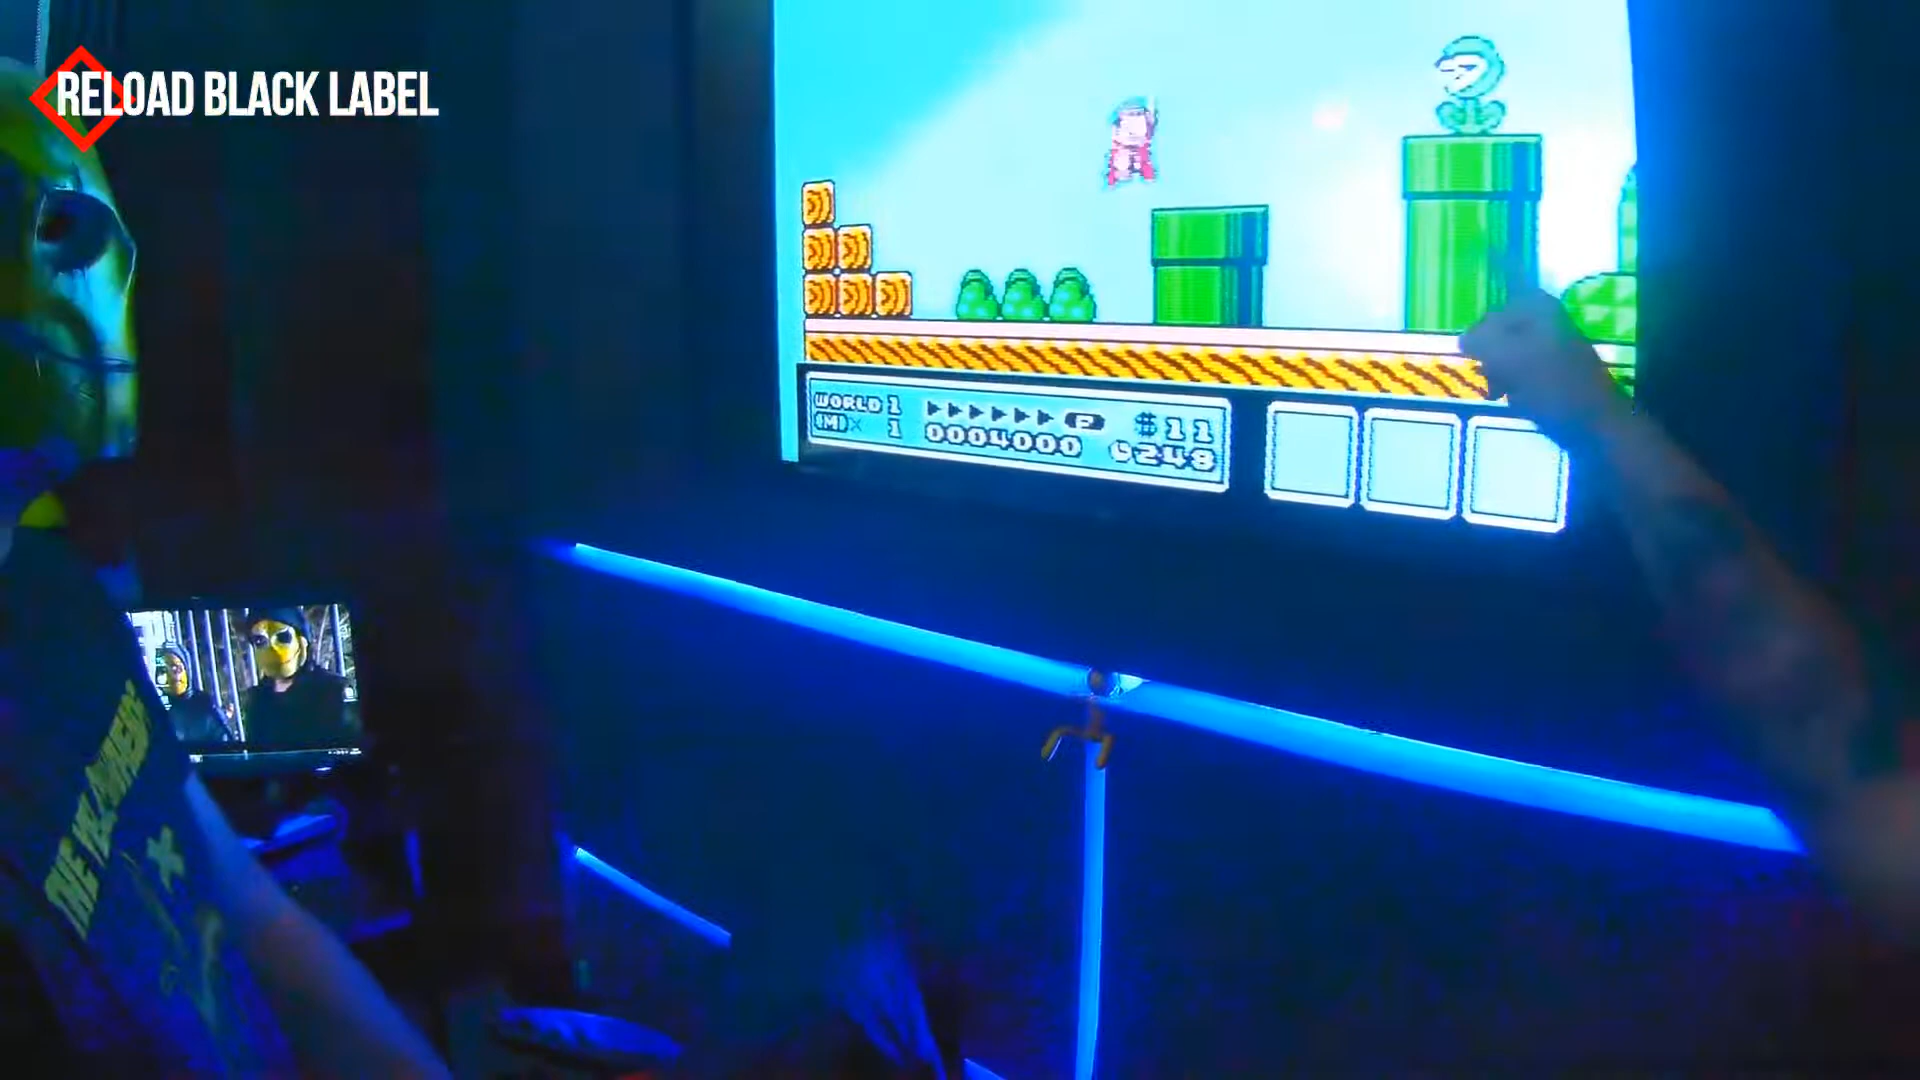 RELOAD BLACK LABEL
WORLD 1
P
#11
(M)× 1
0004000
248